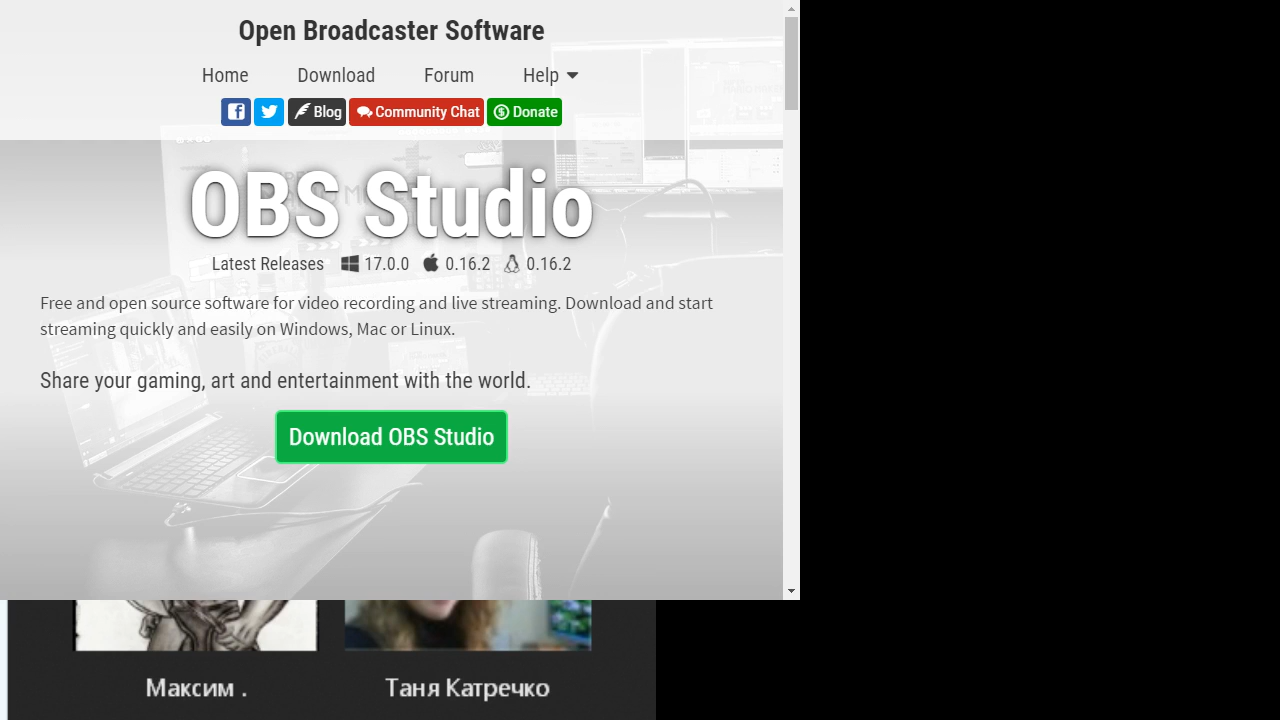 Open Broadcaster Software
Home Download Forum Help
Blog Community Chat Donate
OBS Studio
Latest Releases 17.0.0 0.16.2 0.16.2
Free and open source software for video recording and live streaming. Download and start
streaming quickly and easily on Windows, Mac or Linux.
Share your gaming, art and entertainment with the world.
Download OBS Studio
Максим . Таня Катречко